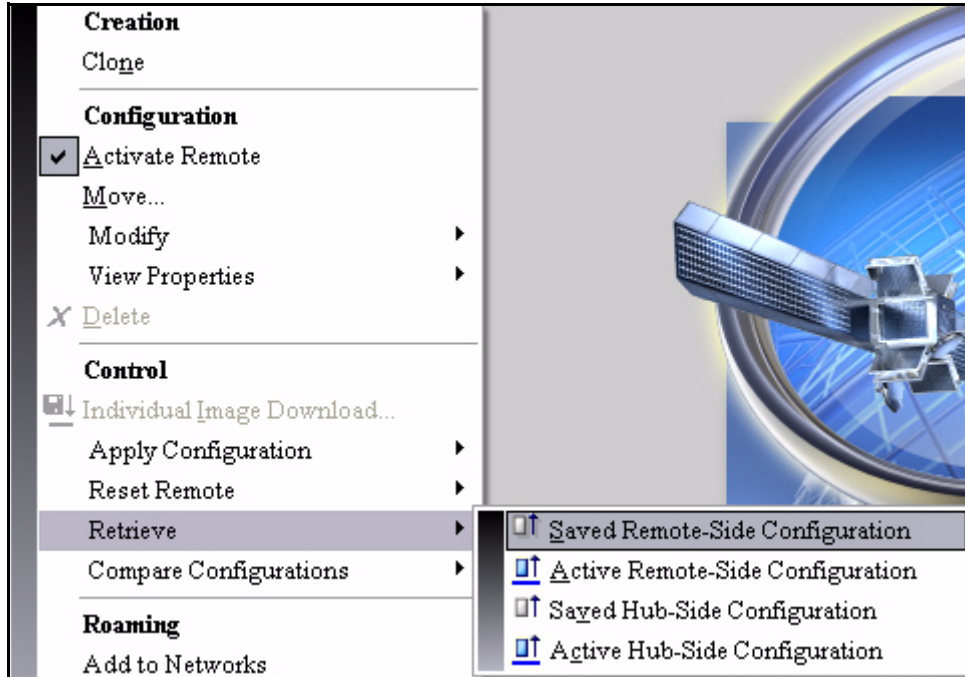 Creation
Clone
Configuration
Activate Remote
Move...
Modify
View Properties
Delete
Control
Individual Image Download...
Apply Configuration
Reset Remote
Retrieve
Compare Configurations
Roaming
Add to Networks
Saved Remote-Side Configuration
Active Remote-Side Configuration
Saved Hub-Side Configuration
Active Hub-Side Configuration